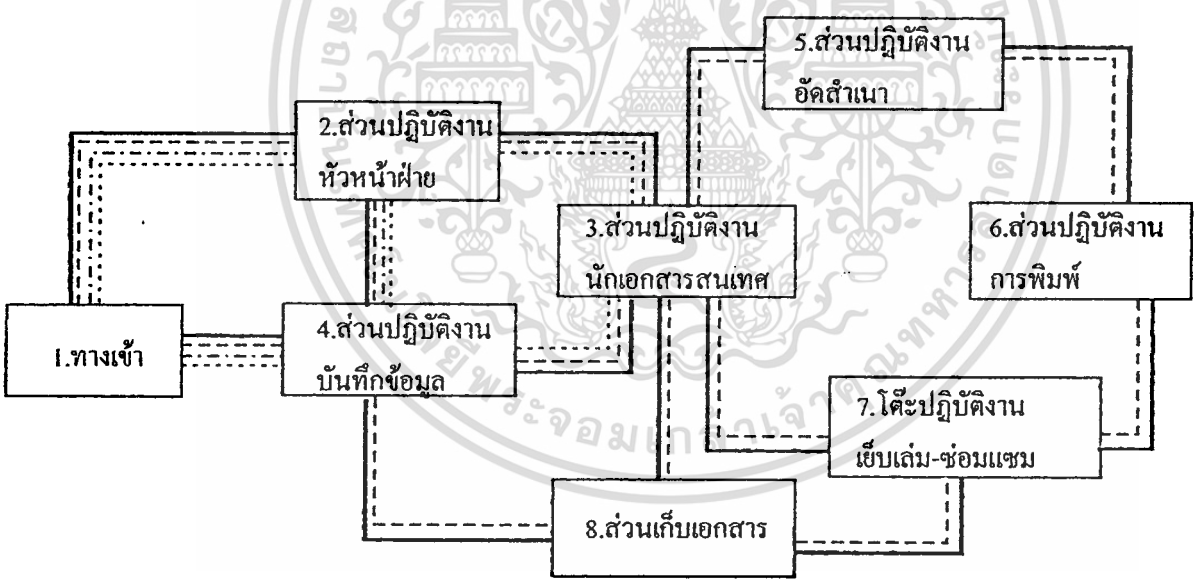 1.ทางเข้า
2.ส่วนปฏิบัติงาน
หัวหน้าฝ่าย
3.ส่วนปฏิบัติงาน
นักเอกสารสนเทศ
4.ส่วนปฏิบัติงาน
บันทึกข้อมูล
5.ส่วนปฏิบัติงาน
อัดสำเนา
6.ส่วนปฏิบัติงาน
การพิมพ์
7.โต๊ะปฏิบัติงาน
เย็บเล่ม-ซ่อมแซม
8.ส่วนเก็บเอกสาร